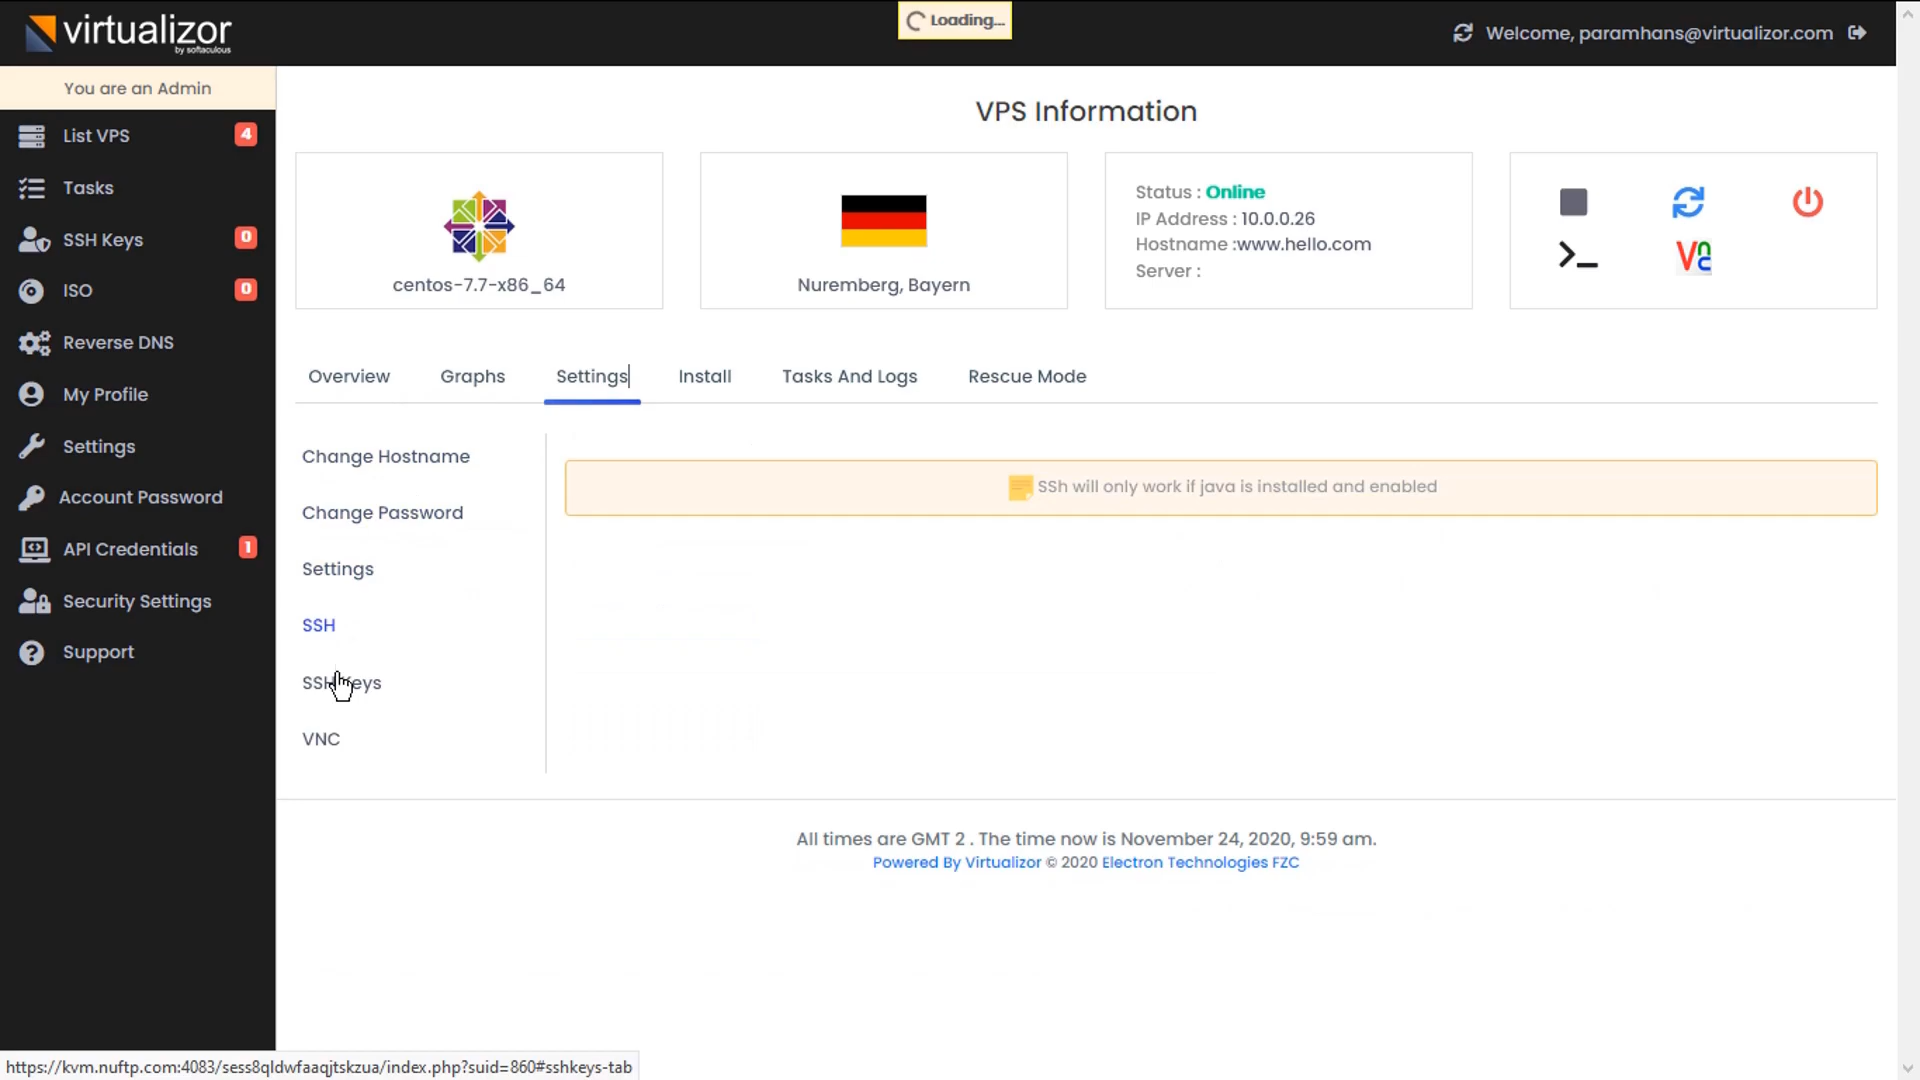 virtualizor
by softaculous
Loading...
Welcome, paramhans@virtualizor.com
You are an Admin
List VPS 4
Tasks
SSH Keys 0
ISO 0
Reverse DNS
My Profile
Settings
Account Password
API Credentials 1
Security Settings
Support
VPS Information
centos-7.7-x86_64
Nuremberg, Bayern
Status : Online
IP Address : 10.0.0.26
Hostname :www.hello.com
Server :
VNC
Overview Graphs Settings Install Tasks And Logs Rescue Mode
Change Hostname
Change Password
Settings
SSH
SSH Keys
VNC
SSh will only work if java is installed and enabled
All times are GMT 2 . The time now is November 24, 2020, 9:59 am.
Powered By Virtualizor © 2020 Electron Technologies FZC
https://kvm.nuftp.com:4083/sess8qldwfaaqjtskzua/index.php?suid=860#sshkeys-tab